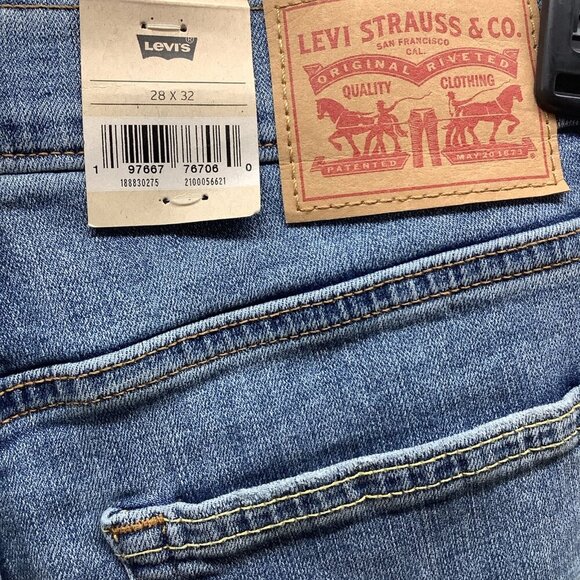 LEVI'S
28 X 32
1 97667 76706 0
188830275 2100056621
LEVI STRAUSS & CO.
SAN FRANCISCO
CAL.
ORIGINAL RIVETED
QUALITY CLOTHING
PATENTED MAY 20 1873